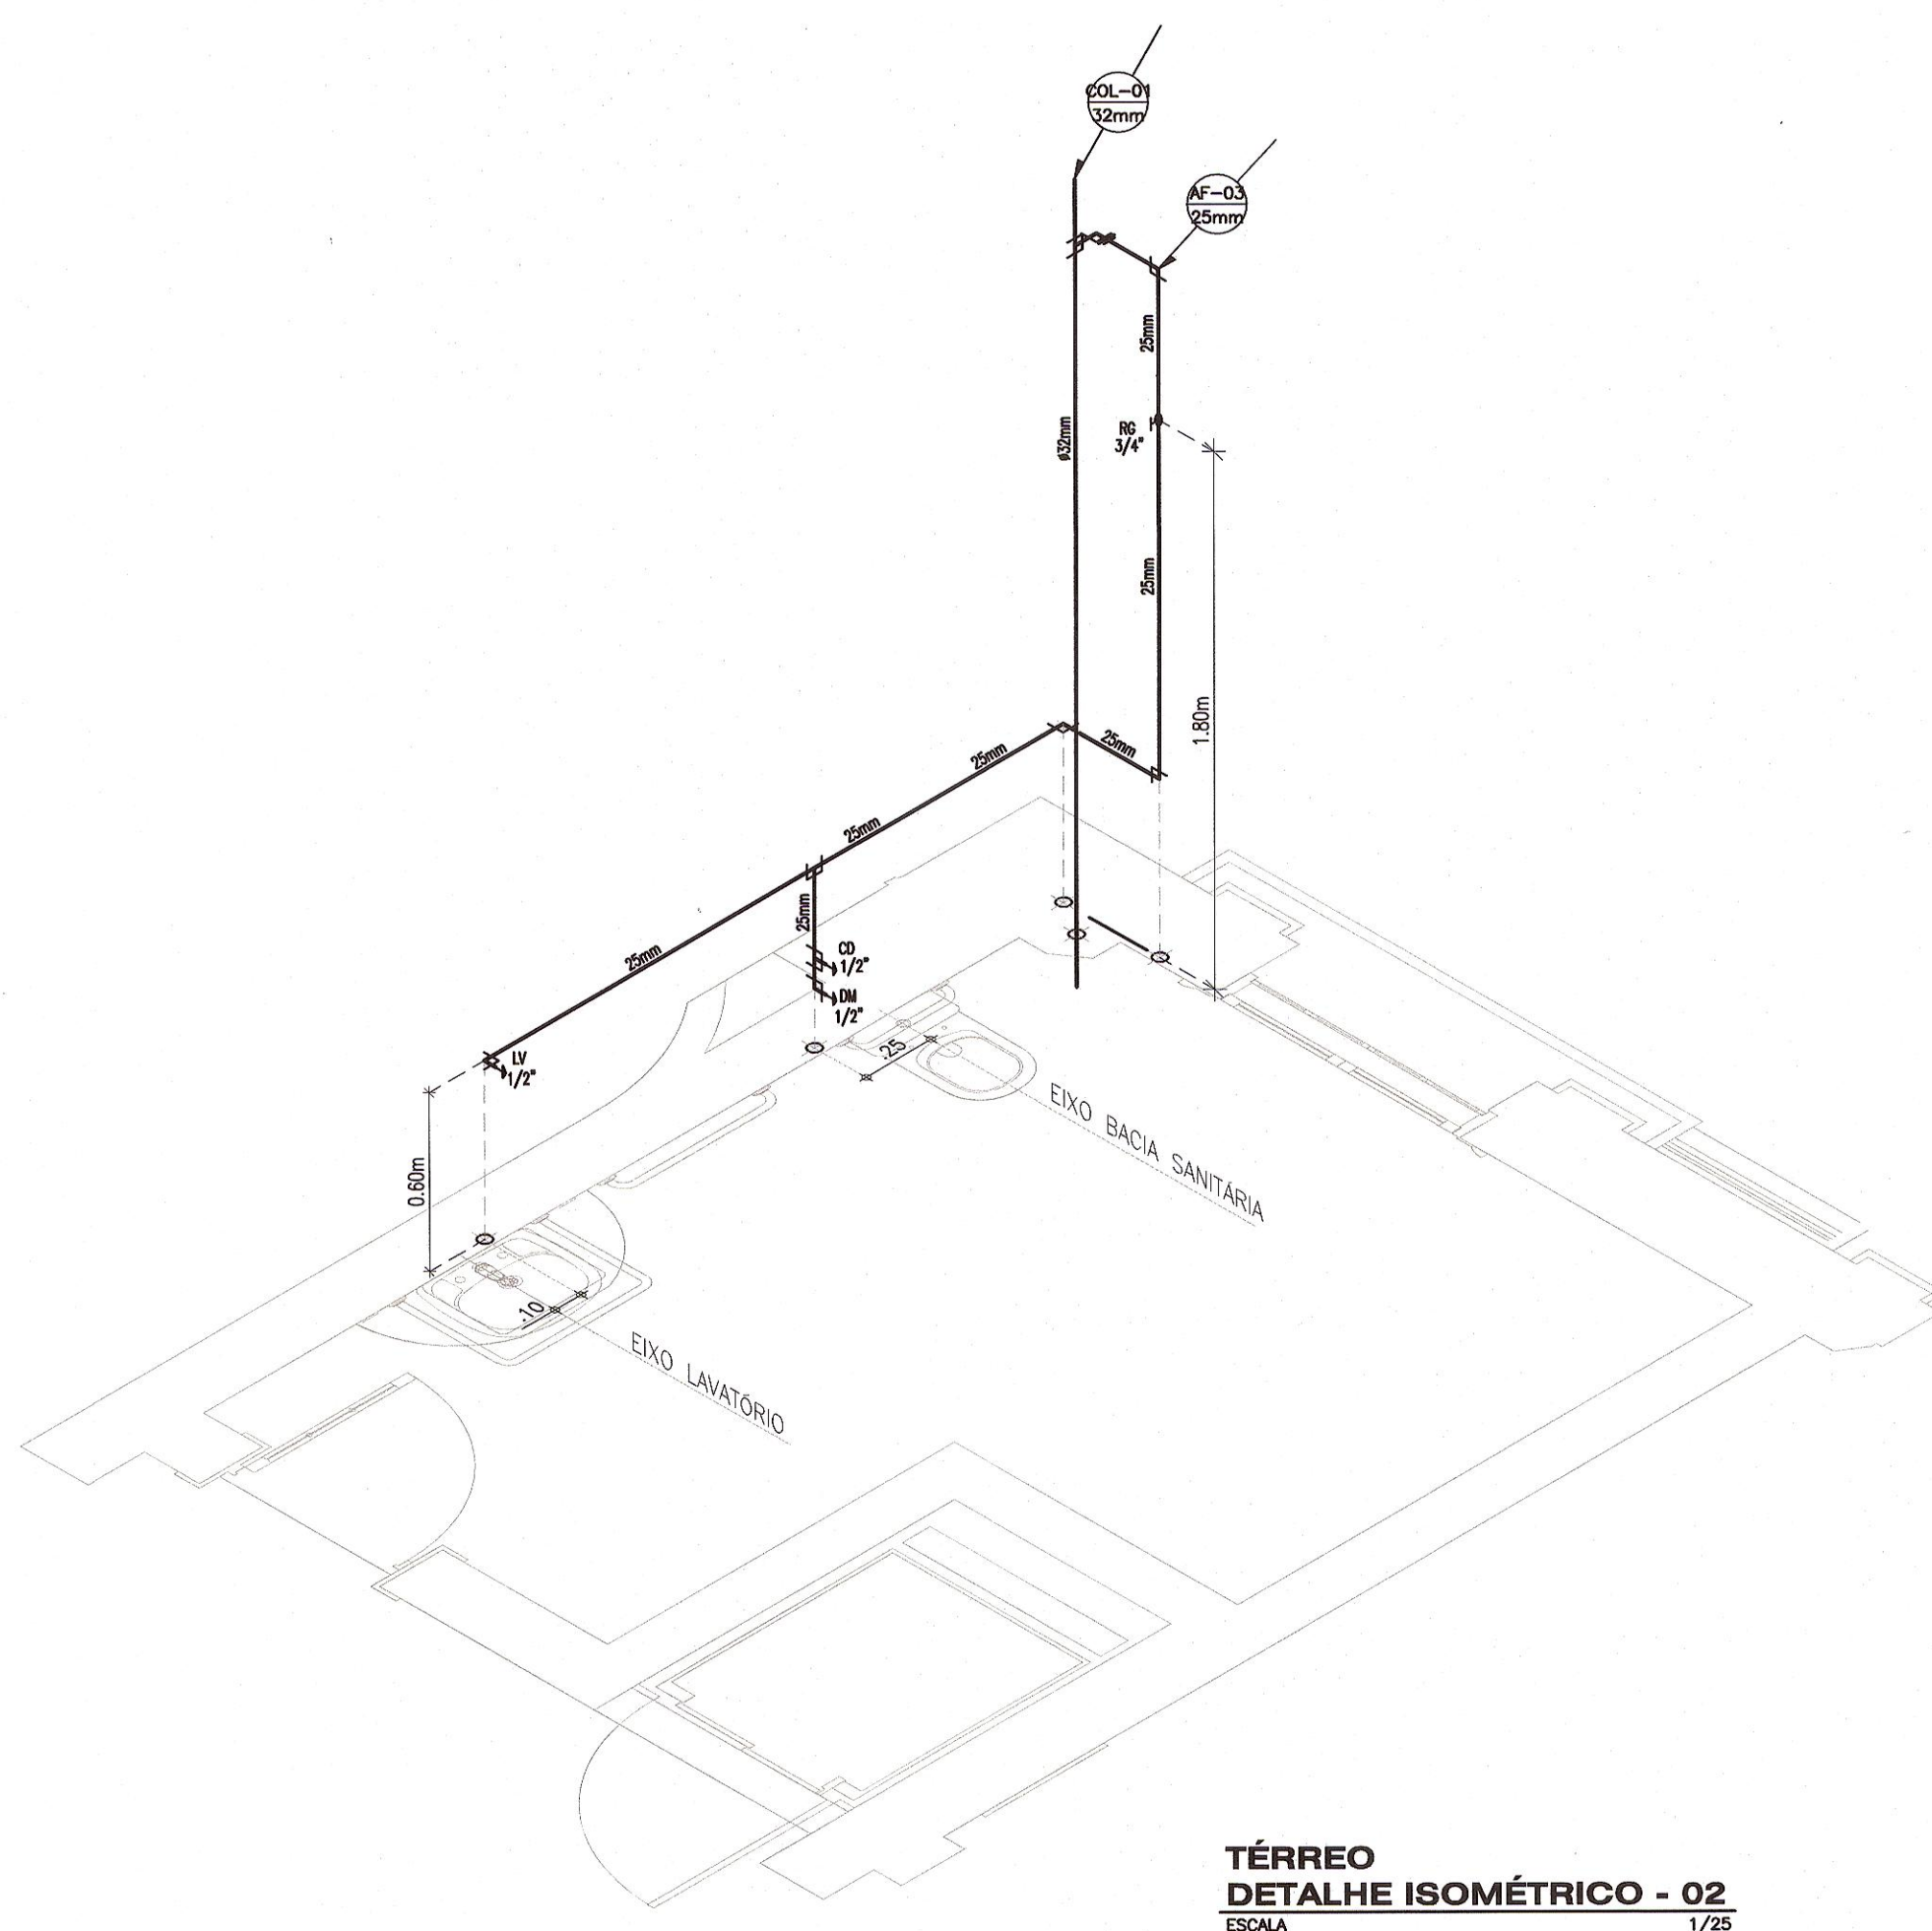 COL-01
32mm
AF-03
25mm
25mm
RG
3/4"
ø32mm
25mm
1.80m
25mm
25mm
25mm
25mm
CD
1/2"
DM
1/2"
25mm
LV
1/2"
.25
EIXO BACIA SANITÁRIA
0.60m
.10
EIXO LAVATÓRIO
TÉRREO
DETALHE ISOMÉTRICO - 02
ESCALA 1/25